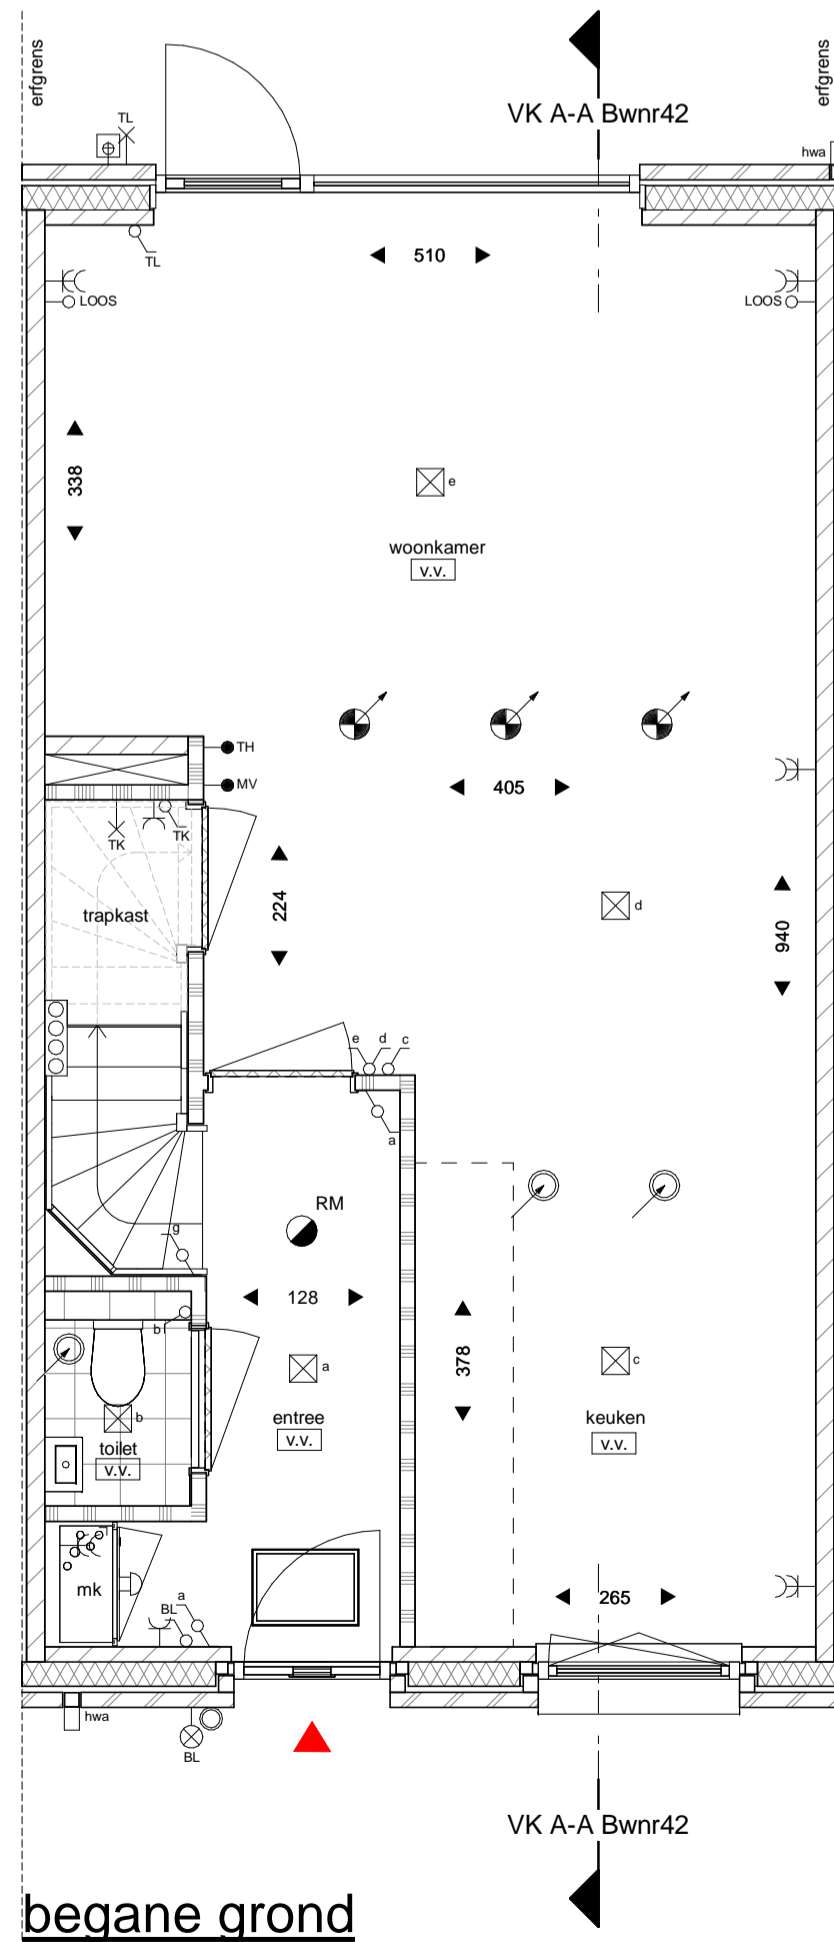 erfgrens
erfgrens
VK A-A Bwnr42
TL
hwa
TL
510
LOOS
LOOS
338
e
woonkamer
v.v.
TH
MV
405
TK
TK
224
d
trapkast
940
e d c
a
RM
g
128
b
378
a
c
b
entree
v.v.
keuken
v.v.
toilet
v.v.
mk
265
a
BL
hwa
BL
VK A-A Bwnr42
begane grond